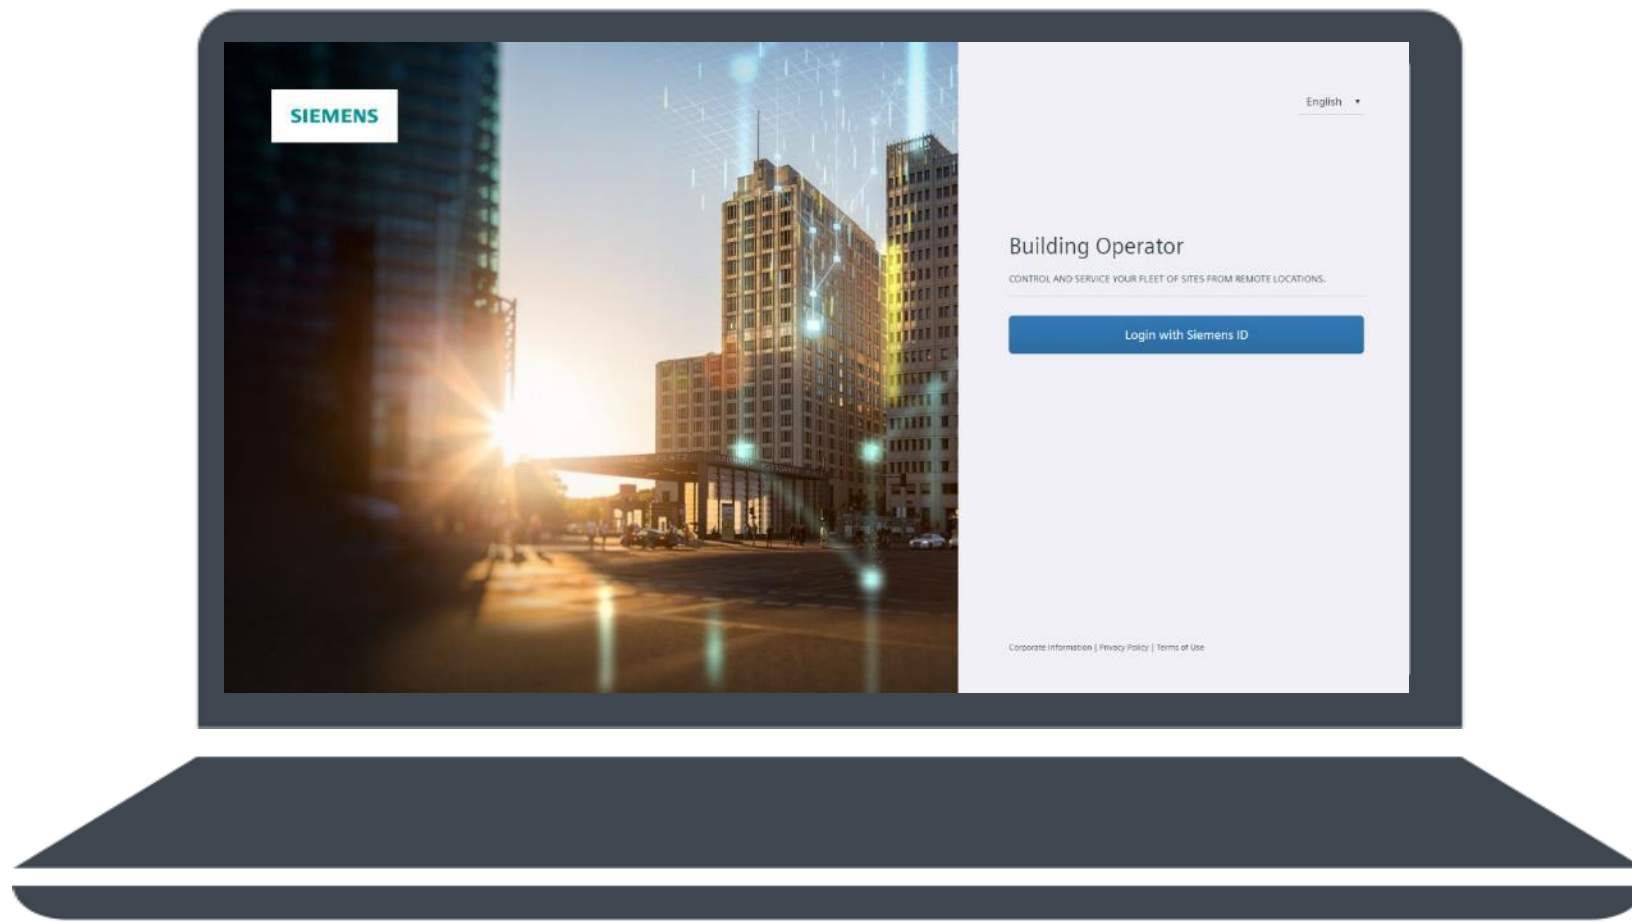 SIEMENS
English
Building Operator
CONTROL AND SERVICE YOUR FLEET OF SITES FROM REMOTE LOCATIONS.
Login with Siemens ID
Corporate Information | Privacy Policy | Terms of Use